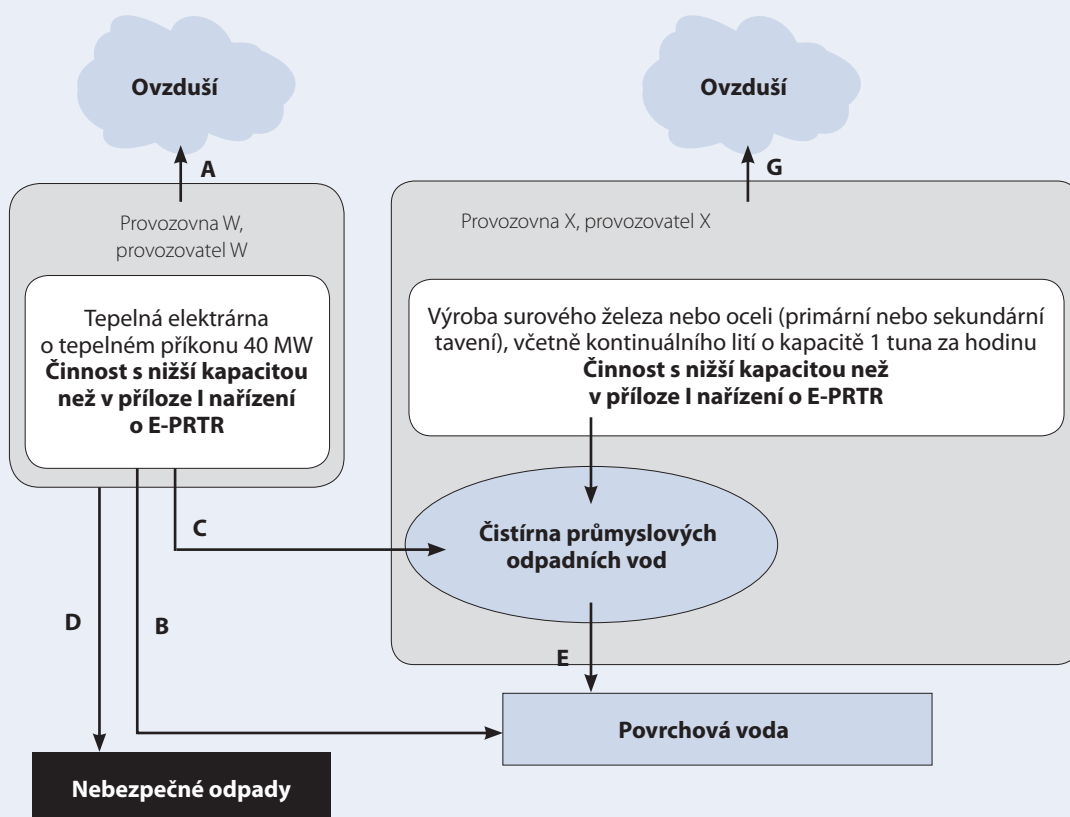 Ovzduší
Ovzduší
A
G
Provozovna W,
provozovatel W
Provozovna X, provozovatel X
Tepelná elektrárna
o tepelném příkonu 40 MW
Činnost s nižší kapacitou
než v příloze I nařízení
o E-PRTR
Výroba surového železa nebo oceli (primární nebo sekundární
tavení), včetně kontinuálního lití o kapacitě 1 tuna za hodinu
Činnost s nižší kapacitou než
v příloze I nařízení o E-PRTR
C
Čistírna průmyslových
odpadních vod
D
B
E
Povrchová voda
Nebezpečné odpady